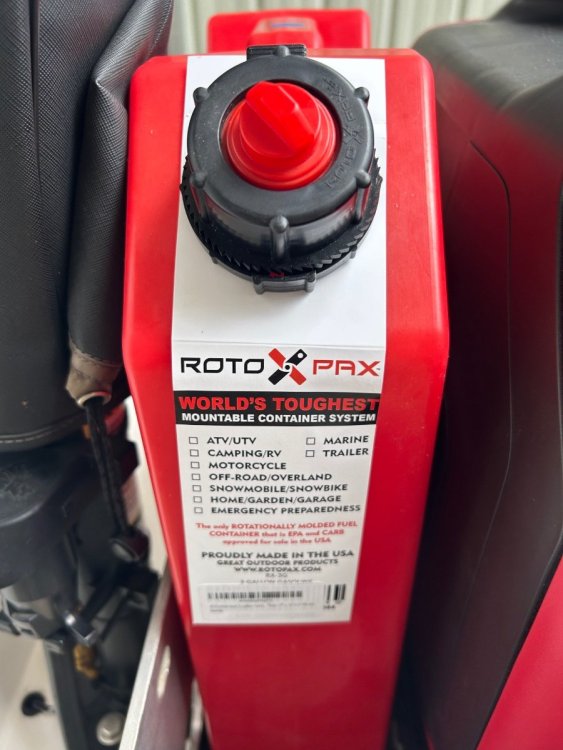 ROTO PAX
WORLD'S TOUGHEST
MOUNTABLE CONTAINER SYSTEM
ATV/UTV
MARINE
CAMPING/RV
TRAILER
MOTORCYCLE
OFF-ROAD/OVERLAND
SNOWMOBILE/SNOWBIKE
HOME/GARDEN/GARAGE
EMERGENCY PREPAREDNESS
The only ROTATIONALLY MOLDED FUEL
CONTAINER that is EPA and CARB
approved for sale in the USA
PROUDLY MADE IN THE USA
GREAT OUTDOOR PRODUCTS
WWW.ROTOPAX.COM
GALLON GASOLINE